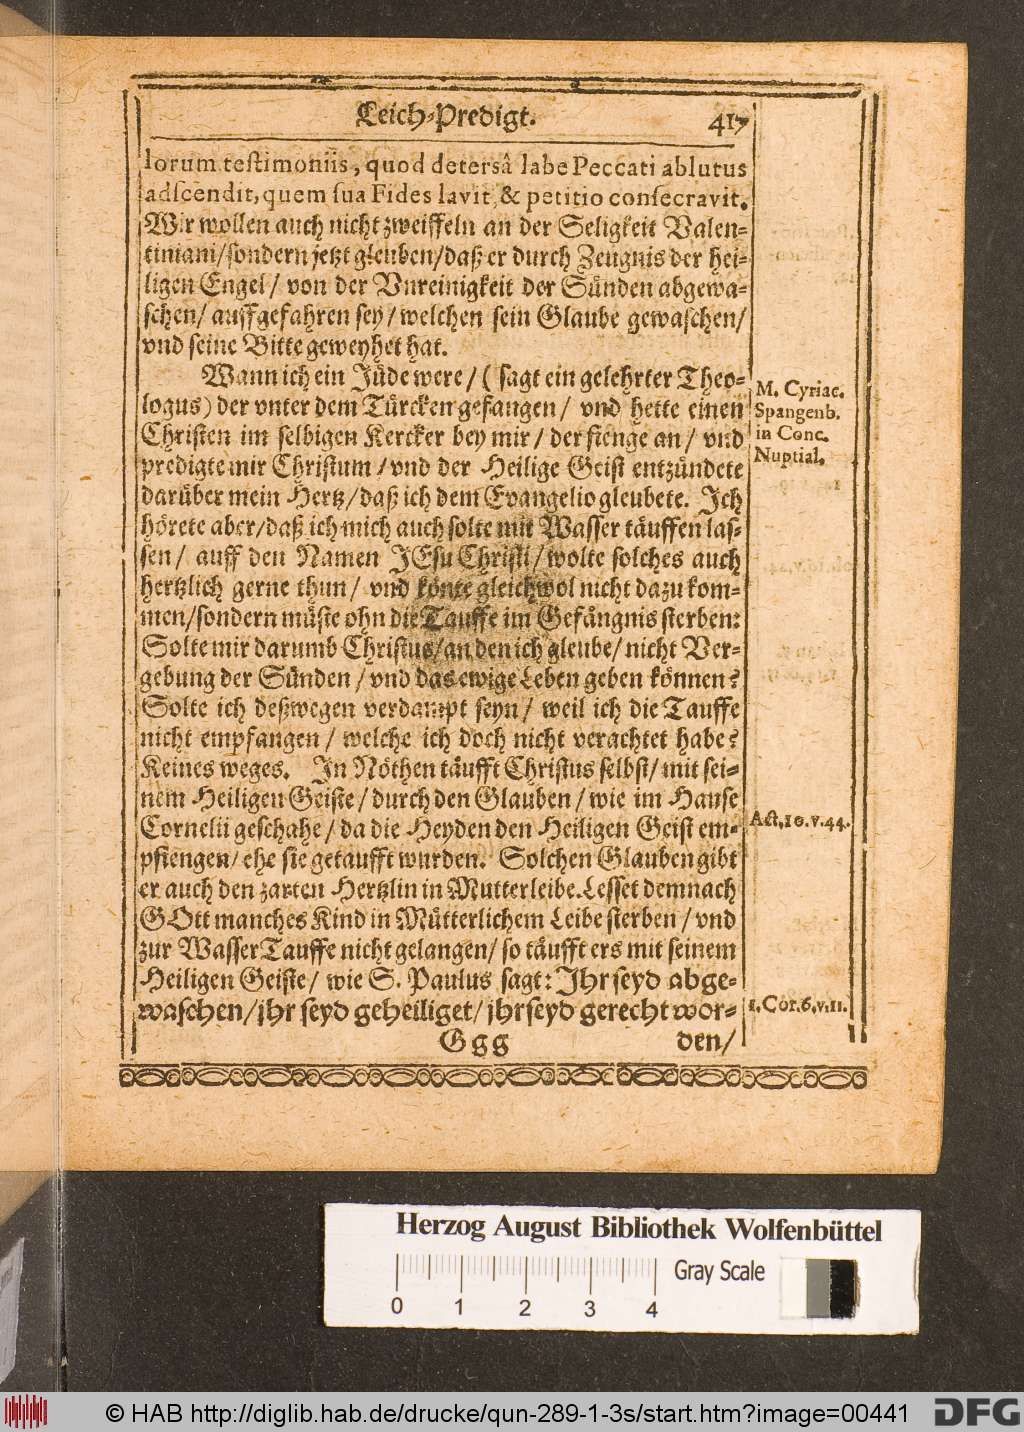 Leich-Predigt. 417
lorum testimoniis, quod detersâ labe Peccati ablutus
adscendit, quem sua Fides lavit, & petitio consecravit.
Wir wollen auch nicht zweiffeln an der Seligkeit Valen-
tiniani/sondern jetzt gleuben/daß er durch Zeugnis der hei-
ligen Engel/ von der Vnreinigkeit der Sünden abgewa-
schen/ auffgefahren sey/ welchen sein Glaube gewaschen/
vnd seine Bitte geweyhet hat.
Wann ich ein Jüde were/ ( sagt ein gelehrter Theo-
logus) der vnter dem Türcken gefangen/ vnd hette einen
Christen im selbigen Kercker bey mir/ der fienge an/ vnd
predigte mir Christum/ vnd der Heilige Geist entzündete
darüber mein Hertz/ daß ich dem Evangelio gleubete. Ich
hörete aber/daß ich mich auch solte mit Wasser täuffen las-
sen/ auff den Namen JEsu Christi/ wolte solches auch
hertzlich gerne thun/ vnd könte gleichwol nicht dazu kom-
men/sondern müste ohn die Tauffe im Gefängnis sterben:
Solte mir darumb Christus/an den ich gleube/ nicht Ver-
gebung der Sünden/ vnd das ewige Leben geben können?
Solte ich deßwegen verdampt seyn/ weil ich die Tauffe
nicht empfangen/ welche ich doch nicht verachtet habe?
Keines weges. In Nöthen täufft Christus selbst/ mit sei-
nem Heiligen Geiste/ durch den Glauben/ wie im Hause
Cornelii geschahe/ da die Heyden den Heiligen Geist em-
pfiengen/ ehe sie getaufft wurden. Solchen Glauben gibt
er auch den zarten Hertzlin in Mutterleibe. Lesset demnach
GOtt manches Kind in Mütterlichem Leibe sterben/ vnd
zur Wasser Tauffe nicht gelangen/ so täufft ers mit seinem
Heiligen Geiste/ wie S. Paulus sagt: Ihr seyd abge-
waschen/ jhr seyd geheiliget/ jhr seyd gerecht wor-
Ggg den/
M. Cyriac.
Spangenb.
in Conc.
Nuptial.
Act. 10. v. 44.
1. Cor. 6. v. 11.
Herzog August Bibliothek Wolfenbüttel
Gray Scale
0 1 2 3 4
© HAB http://diglib.hab.de/drucke/qun-289-1-3s/start.htm?image=00441 DFG